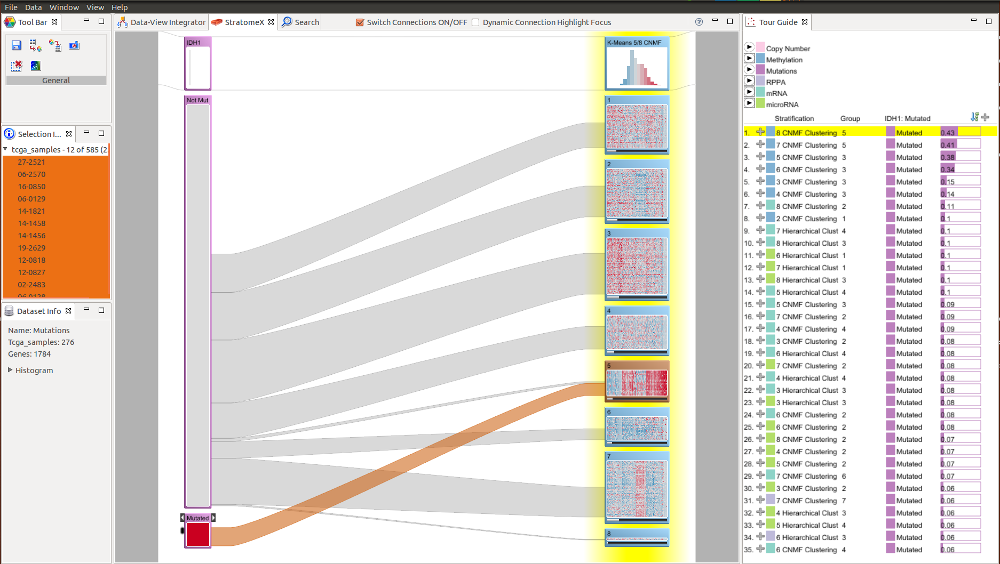 File Data Window View Help
Tool Bar
General
Selection I...
tcga_samples - 12 of 585 (2.
27-2521
06-2570
16-0850
06-0129
14-1821
14-1458
14-1456
19-2629
12-0818
12-0827
02-2483
06-0128
Dataset Info
Name: Mutations
Tcga_samples: 276
Genes: 1784
Histogram
Data-View Integrator StratomeX Search Switch Connections ON/OFF Dynamic Connection Highlight Focus
IDH1
Not Mut
Mutated
K-Means 5/8 CNMF
1
2
3
4
5
6
7
8
Tour Guide
Copy Number
Methylation
Mutations
RPPA
mRNA
microRNA
Stratification Group IDH1: Mutated
1. 8 CNMF Clustering 5 Mutated 0.43
2. 7 CNMF Clustering 5 Mutated 0.41
3. 5 CNMF Clustering 3 Mutated 0.38
4. 6 CNMF Clustering 3 Mutated 0.34
5. 3 CNMF Clustering 3 Mutated 0.15
6. 4 CNMF Clustering 3 Mutated 0.14
7. 8 CNMF Clustering 2 Mutated 0.11
8. 2 CNMF Clustering 1 Mutated 0.1
9. 7 Hierarchical Clust 4 Mutated 0.1
10. 8 Hierarchical Clust 3 Mutated 0.1
11. 6 Hierarchical Clust 1 Mutated 0.1
12. 7 Hierarchical Clust 1 Mutated 0.1
13. 8 Hierarchical Clust 3 Mutated 0.1
14. 5 Hierarchical Clust 4 Mutated 0.1
15. 5 CNMF Clustering 3 Mutated 0.09
16. 7 CNMF Clustering 2 Mutated 0.09
17. 4 CNMF Clustering 4 Mutated 0.09
18. 3 CNMF Clustering 2 Mutated 0.08
19. 6 Hierarchical Clust 4 Mutated 0.08
20. 7 CNMF Clustering 2 Mutated 0.08
21. 4 Hierarchical Clust 4 Mutated 0.08
22. 3 Hierarchical Clust 3 Mutated 0.08
23. 3 Hierarchical Clust 3 Mutated 0.08
24. 6 CNMF Clustering 2 Mutated 0.08
25. 6 CNMF Clustering 2 Mutated 0.08
26. 8 CNMF Clustering 2 Mutated 0.07
27. 4 CNMF Clustering 2 Mutated 0.07
28. 5 CNMF Clustering 2 Mutated 0.07
29. 7 CNMF Clustering 6 Mutated 0.07
30. 3 CNMF Clustering 2 Mutated 0.06
31. 7 CNMF Clustering 7 Mutated 0.06
32. 4 Hierarchical Clust 3 Mutated 0.06
33. 5 Hierarchical Clust 4 Mutated 0.06
34. 6 Hierarchical Clust 3 Mutated 0.06
35. 6 CNMF Clustering 4 Mutated 0.06